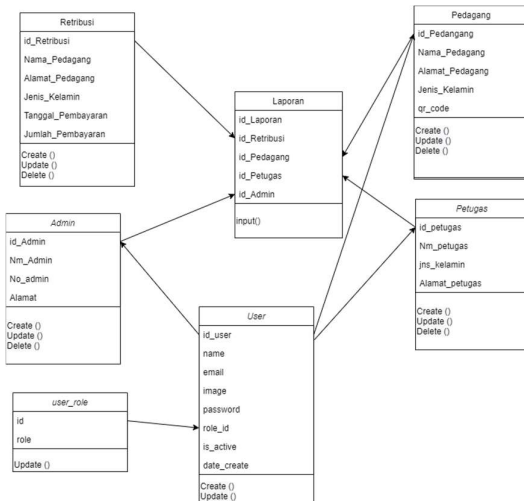 Retribusi
id_Retribusi
Nama_Pedagang
Alamat_Pedagang
Jenis_Kelamin
Tanggal_Pembayaran
Jumlah_Pembayaran
Create ()
Update ()
Delete ()
Laporan
id_Laporan
id_Retribusi
id_Pedagang
id_Petugas
id_Admin
input()
Pedagang
id_Pedangang
Nama_Pedagang
Alamat_Pedagang
Jenis_Kelamin
qr_code
Create ()
Update ()
Delete ()
Admin
id_Admin
Nm_Admin
No_admin
Alamat
Create ()
Update ()
Delete ()
Petugas
id_petugas
Nm_petugas
jns_kelamin
Alamat_petugas
Create ()
Update ()
Delete ()
User
id_user
name
email
image
password
role_id
is_active
date_create
Create ()
Update ()
user_role
id
role
Update ()